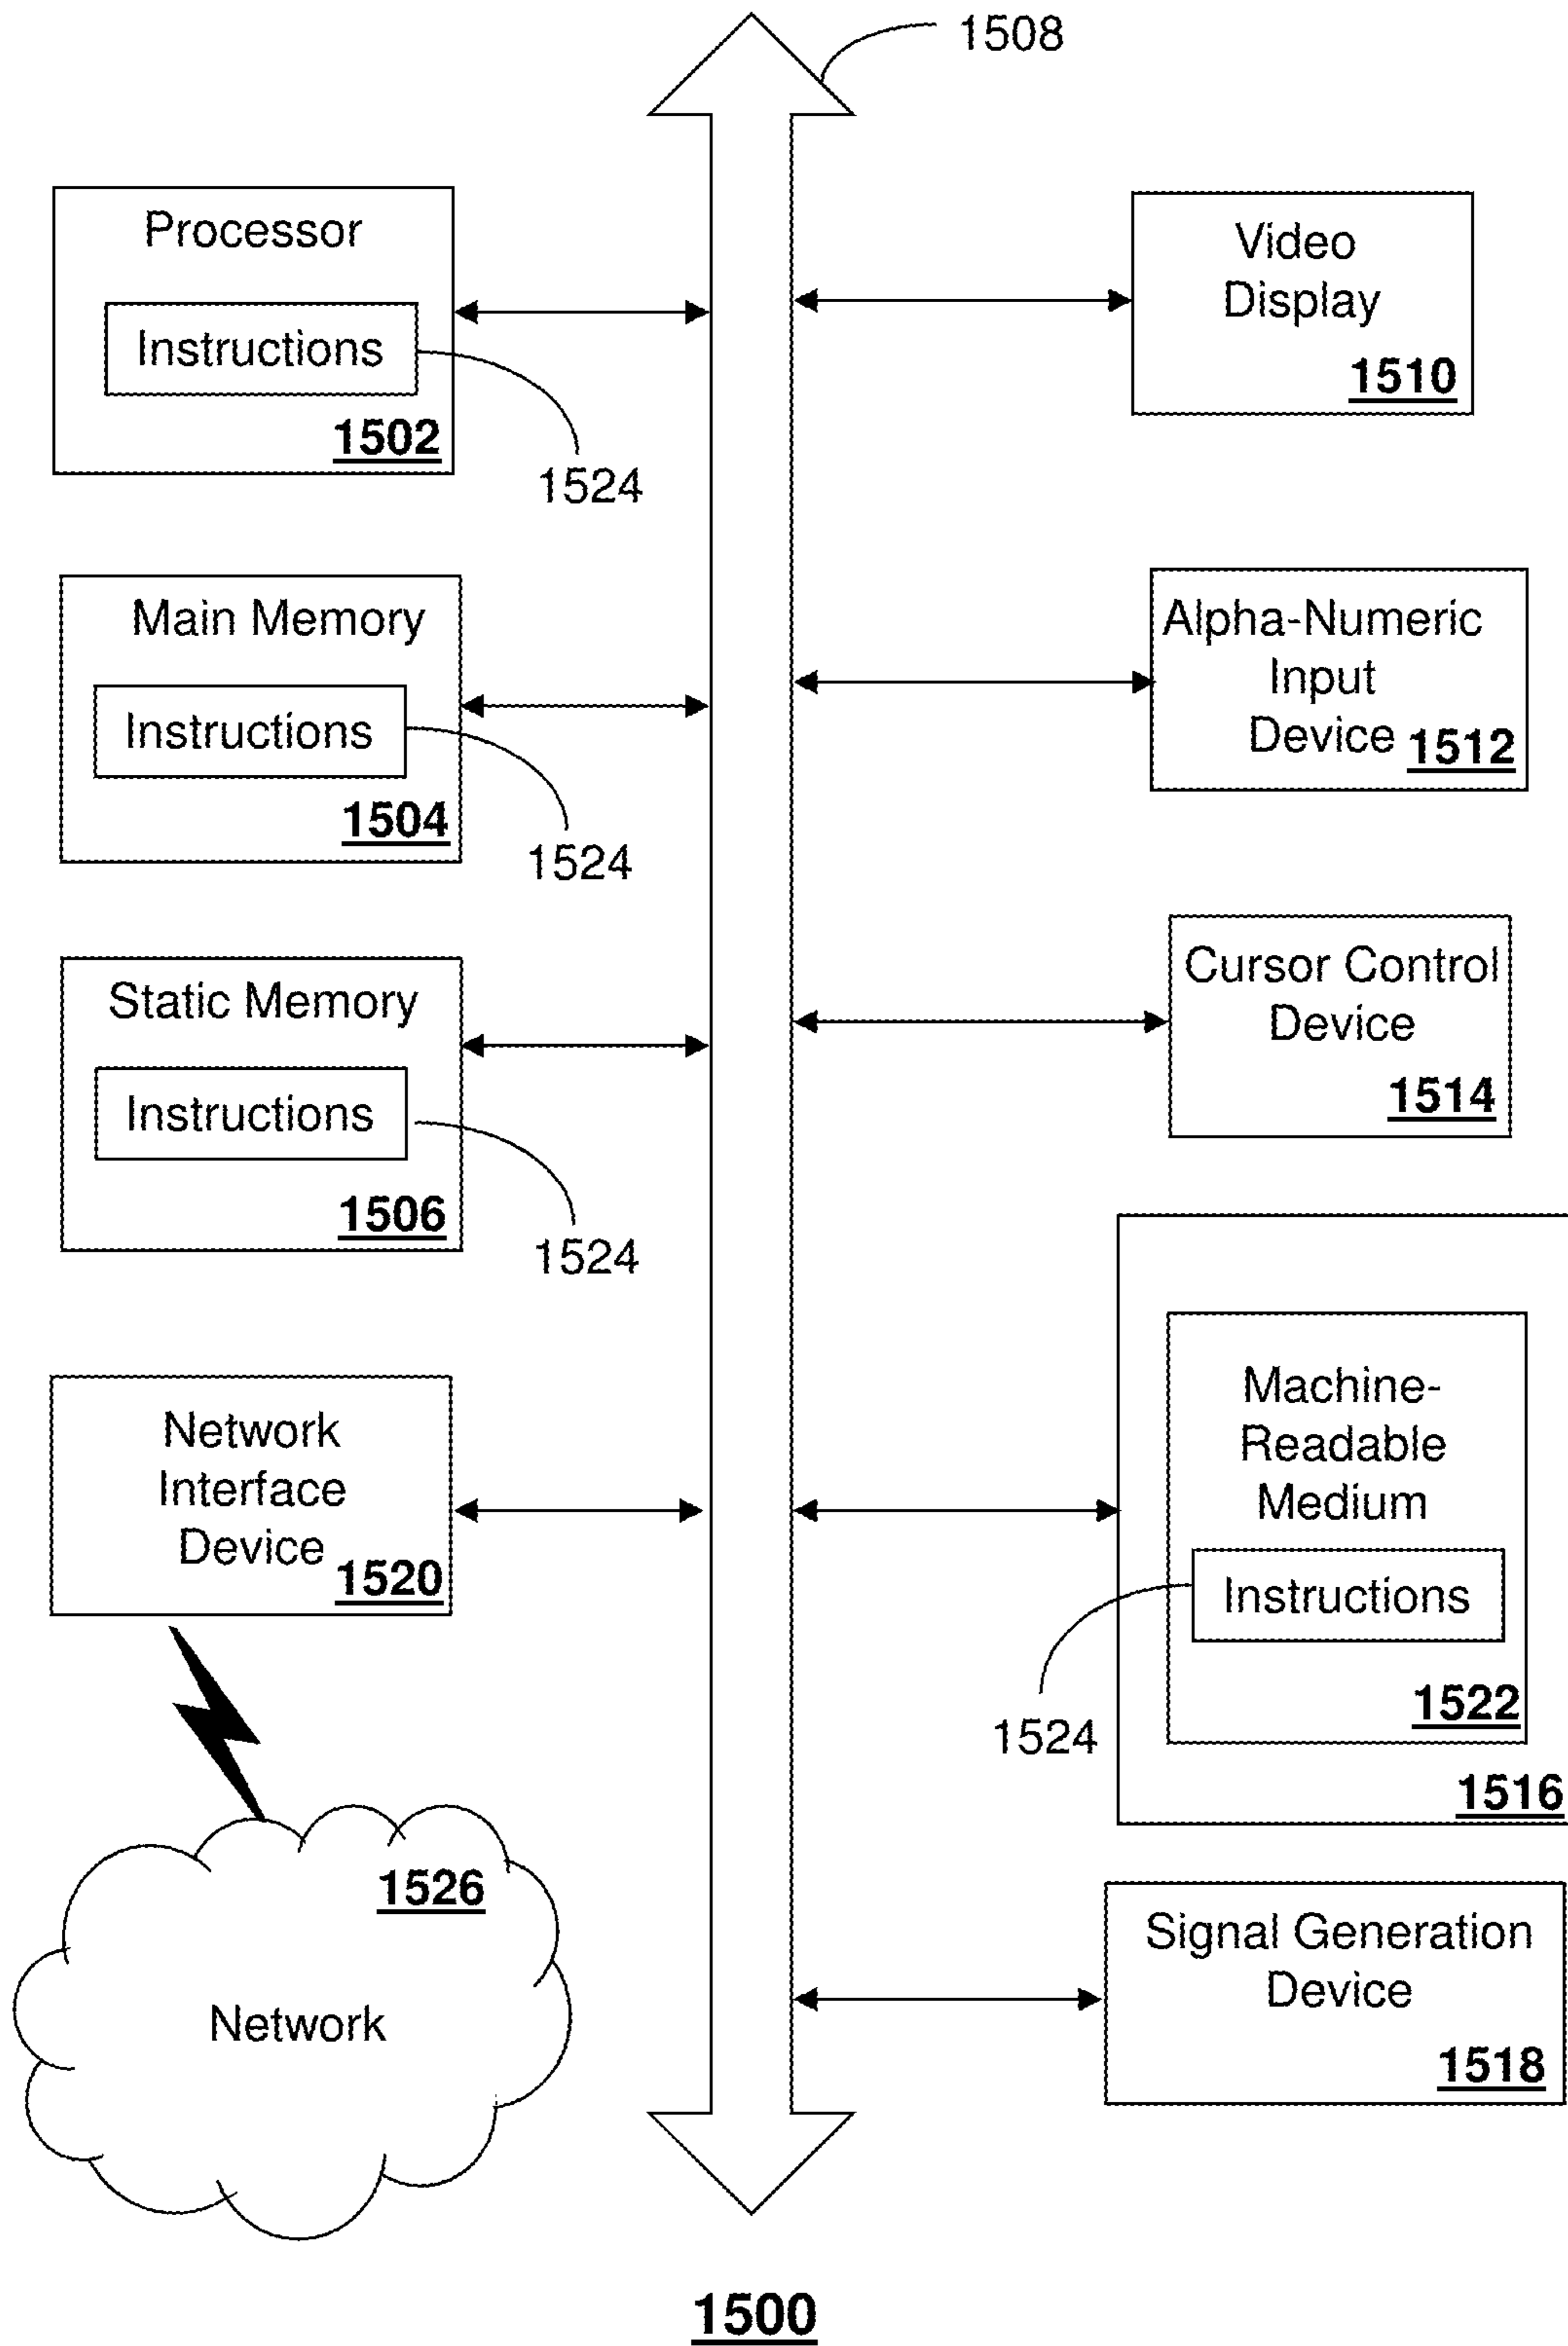 1508
Processor
Instructions
1502
1524
Main Memory
Instructions
1504
1524
Static Memory
Instructions
1506
1524
Network
Interface
Device
1520
1526
Network
Video
Display
1510
Alpha-Numeric
Input
Device 1512
Cursor Control
Device
1514
Machine-
Readable
Medium
Instructions
1524
1522
1516
Signal Generation
Device
1518
1500